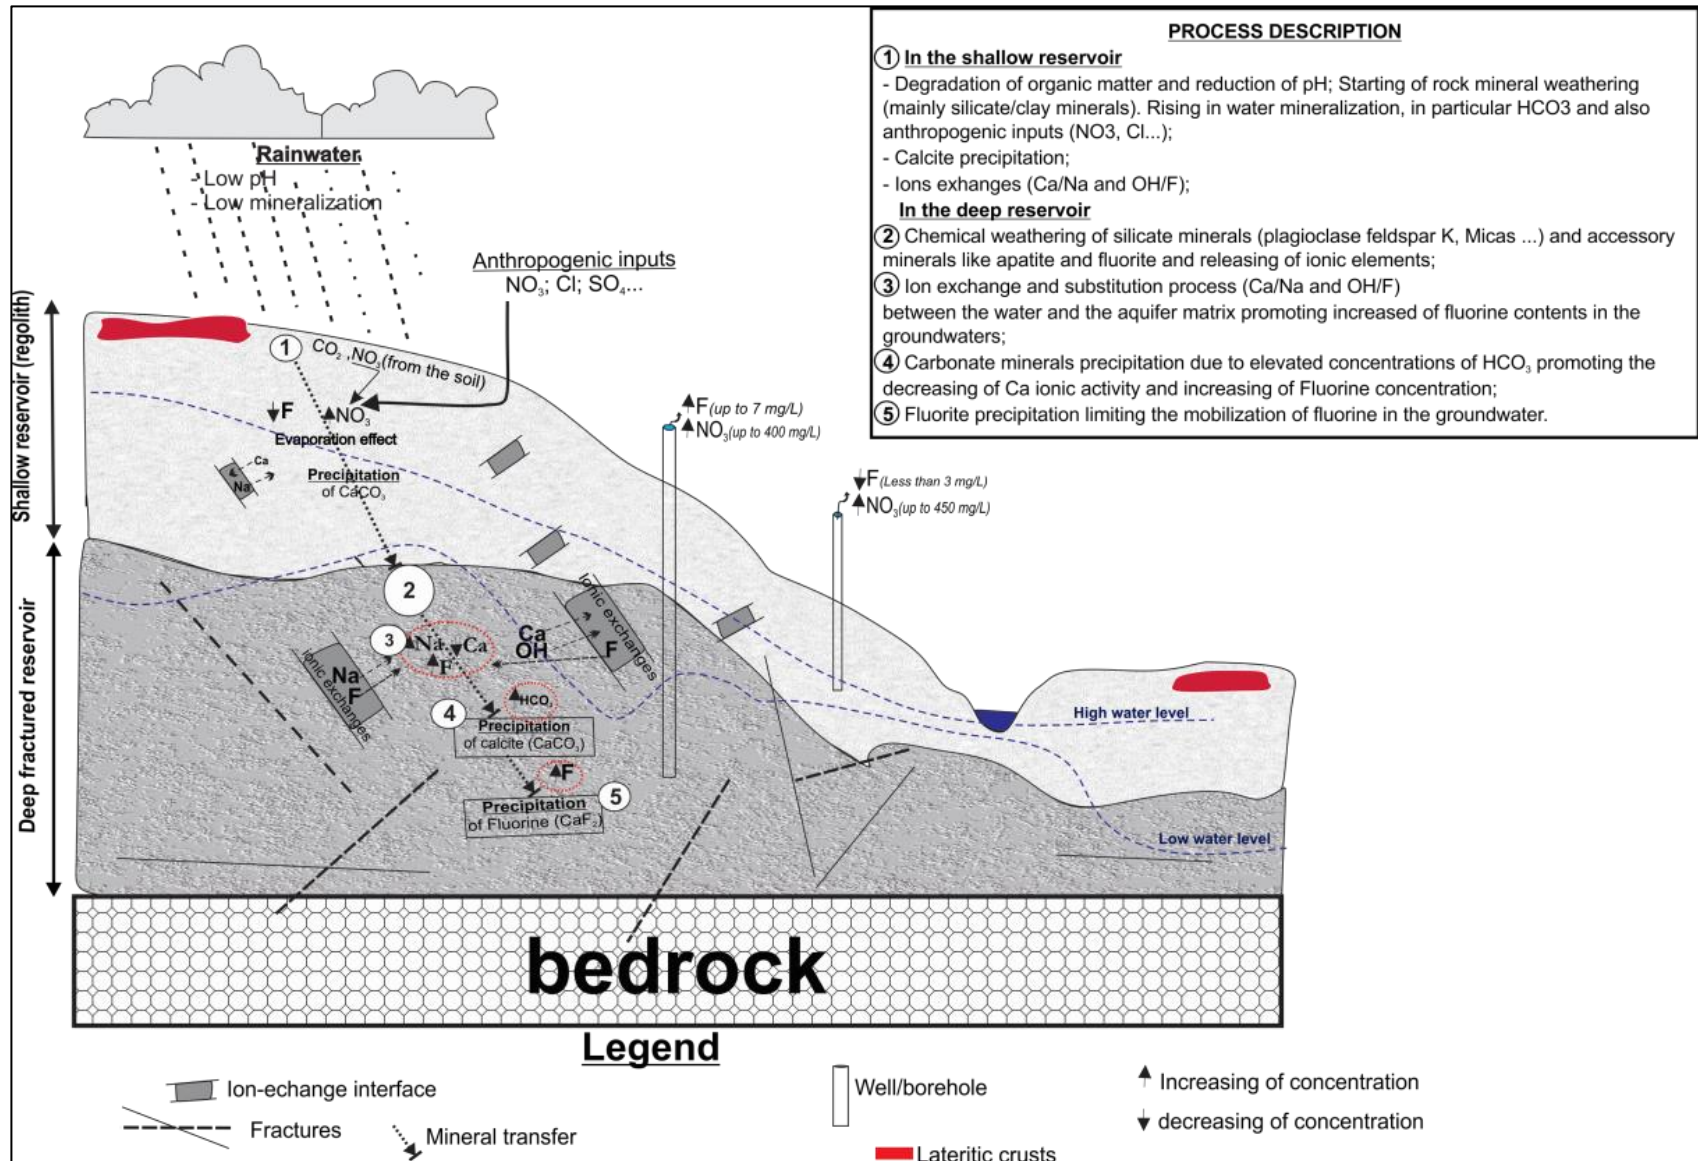 PROCESS DESCRIPTION
1 In the shallow reservoir
- Degradation of organic matter and reduction of pH; Starting of rock mineral weathering
(mainly silicate/clay minerals). Rising in water mineralization, in particular HCO3 and also
anthropogenic inputs (NO3, Cl...);
- Calcite precipitation;
- Ions exhanges (Ca/Na and OH/F);
In the deep reservoir
2 Chemical weathering of silicate minerals (plagioclase feldspar K, Micas ...) and accessory
minerals like apatite and fluorite and releasing of ionic elements;
3 Ion exchange and substitution process (Ca/Na and OH/F)
between the water and the aquifer matrix promoting increased of fluorine contents in the
groundwaters;
4 Carbonate minerals precipitation due to elevated concentrations of HCO₃ promoting the
decreasing of Ca ionic activity and increasing of Fluorine concentration;
5 Fluorite precipitation limiting the mobilization of fluorine in the groundwater.
Rainwater
- Low pH
- Low mineralization
Anthropogenic inputs
NO₃; Cl; SO₄...
Shallow reservoir (regolith)
Deep fractured reservoir
1
CO₂ ,NO₃(from the soil)
F
NO₃
Evaporation effect
Ca
Na
Precipitation
of CaCO₃
F(up to 7 mg/L)
NO₃(up to 400 mg/L)
F(Less than 3 mg/L)
NO₃(up to 450 mg/L)
2
3
Na
Ca
F
Ca
OH
F
Ionic exchanges
Na
F
Ionic exchanges
HCO₃
4
Precipitation
of calcite (CaCO₃)
F
5
Precipitation
of Fluorine (CaF₂)
High water level
Low water level
bedrock
Legend
Ion-echange interface
Fractures
Mineral transfer
Well/borehole
Lateritic crusts
Increasing of concentration
decreasing of concentration